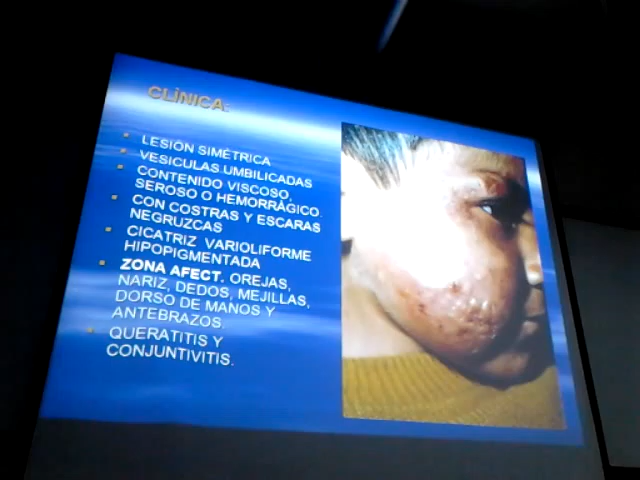 CLÌNICA:
LESIÓN SIMÉTRICA
VESICULAS UMBILICADAS
CONTENIDO VISCOSO,
SEROSO O HEMORRÁGICO.
CON COSTRAS Y ESCARAS
NEGRUZCAS
CICATRIZ VARIOLIFORME
HIPOPIGMENTADA
ZONA AFECT. OREJAS,
NARIZ, DEDOS, MEJILLAS,
DORSO DE MANOS Y
ANTEBRAZOS.
QUERATITIS Y
CONJUNTIVITIS.